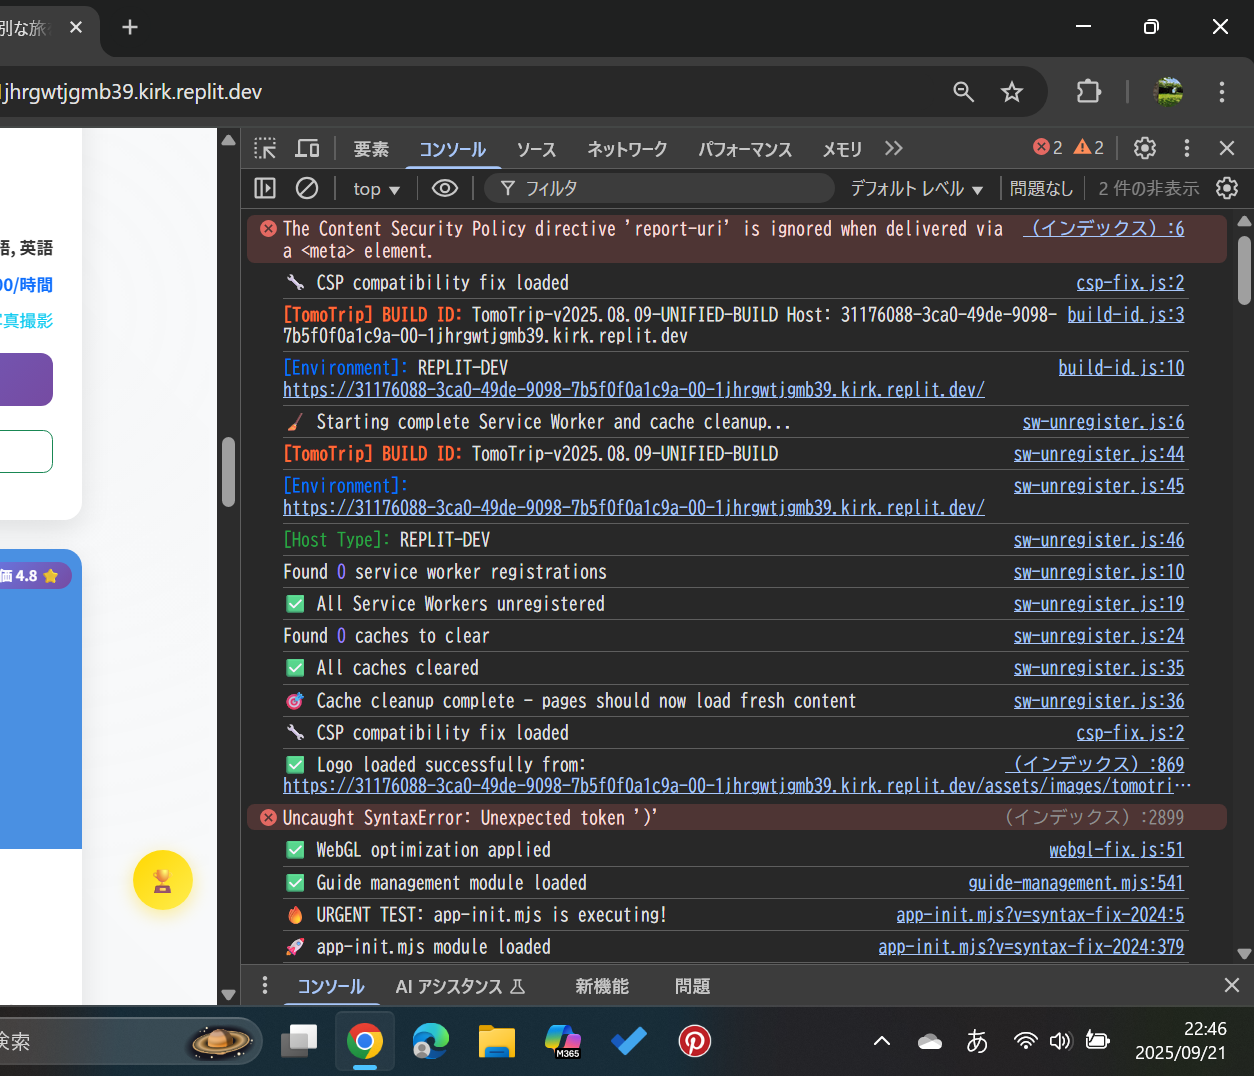 別な旅
jhrgwtjgmb39.kirk.replit.dev
語, 英語
00/時間
写真撮影
価 4.8
要素
コンソール
ソース
ネットワーク
パフォーマンス
メモリ
2
2
top
フィルタ
デフォルト レベル
問題なし
2 件の非表示
The Content Security Policy directive 'report-uri' is ignored when delivered via （インデックス）:6
a <meta> element.
🔧 CSP compatibility fix loaded csp-fix.js:2
[TomoTrip] BUILD ID: TomoTrip-v2025.08.09-UNIFIED-BUILD Host: 31176088-3ca0-49de-9098- build-id.js:3
7b5f0f0a1c9a-00-1jhrgwtjgmb39.kirk.replit.dev
[Environment]: REPLIT-DEV build-id.js:10
https://31176088-3ca0-49de-9098-7b5f0f0a1c9a-00-1jhrgwtjgmb39.kirk.replit.dev/
🧹 Starting complete Service Worker and cache cleanup... sw-unregister.js:6
[TomoTrip] BUILD ID: TomoTrip-v2025.08.09-UNIFIED-BUILD sw-unregister.js:44
[Environment]: sw-unregister.js:45
https://31176088-3ca0-49de-9098-7b5f0f0a1c9a-00-1jhrgwtjgmb39.kirk.replit.dev/
[Host Type]: REPLIT-DEV sw-unregister.js:46
Found 0 service worker registrations sw-unregister.js:10
✅ All Service Workers unregistered sw-unregister.js:19
Found 0 caches to clear sw-unregister.js:24
✅ All caches cleared sw-unregister.js:35
🎯 Cache cleanup complete - pages should now load fresh content sw-unregister.js:36
🔧 CSP compatibility fix loaded csp-fix.js:2
✅ Logo loaded successfully from: （インデックス）:869
https://31176088-3ca0-49de-9098-7b5f0f0a1c9a-00-1jhrgwtjgmb39.kirk.replit.dev/assets/images/tomotri…
Uncaught SyntaxError: Unexpected token ')' （インデックス）:2899
✅ WebGL optimization applied webgl-fix.js:51
✅ Guide management module loaded guide-management.mjs:541
🔥 URGENT TEST: app-init.mjs is executing! app-init.mjs?v=syntax-fix-2024:5
🚀 app-init.mjs module loaded app-init.mjs?v=syntax-fix-2024:379
コンソール
AI アシスタンス
新機能
問題
検索
M365
あ
22:46
2025/09/21